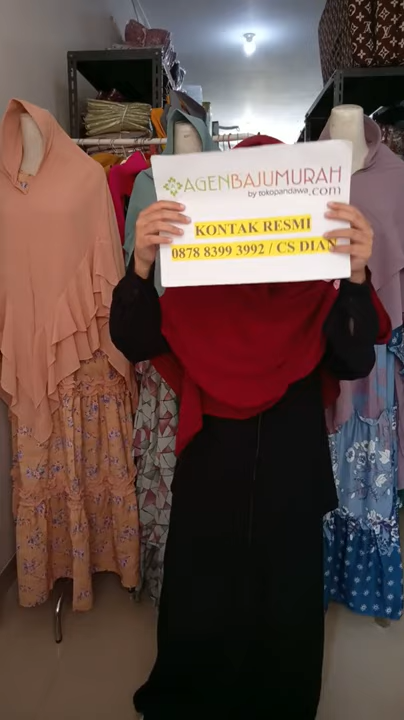 AGENBAJUMURAH
by tokopandawa.com
KONTAK RESMI
0878 8399 3992 / CS DIAN